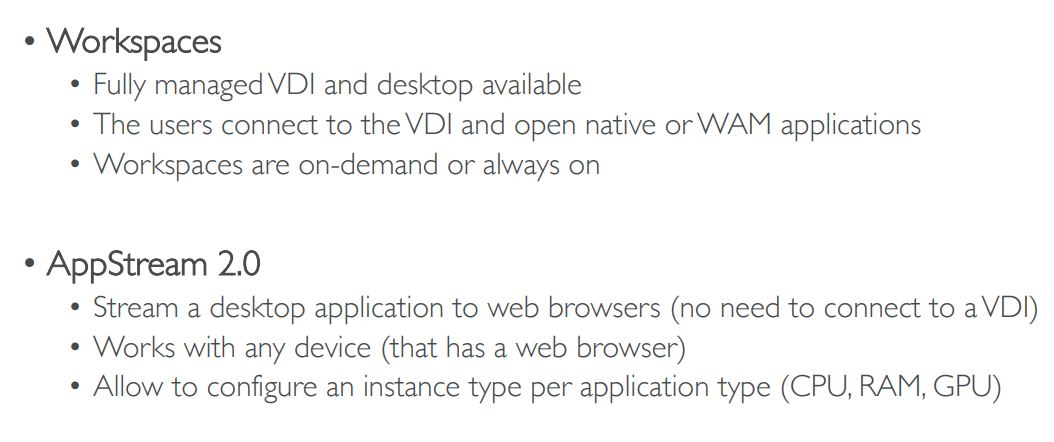 • Workspaces
• Fully managed VDI and desktop available
• The users connect to the VDI and open native or WAM applications
• Workspaces are on-demand or always on
• AppStream 2.0
• Stream a desktop application to web browsers (no need to connect to a VDI)
• Works with any device (that has a web browser)
• Allow to configure an instance type per application type (CPU, RAM, GPU)